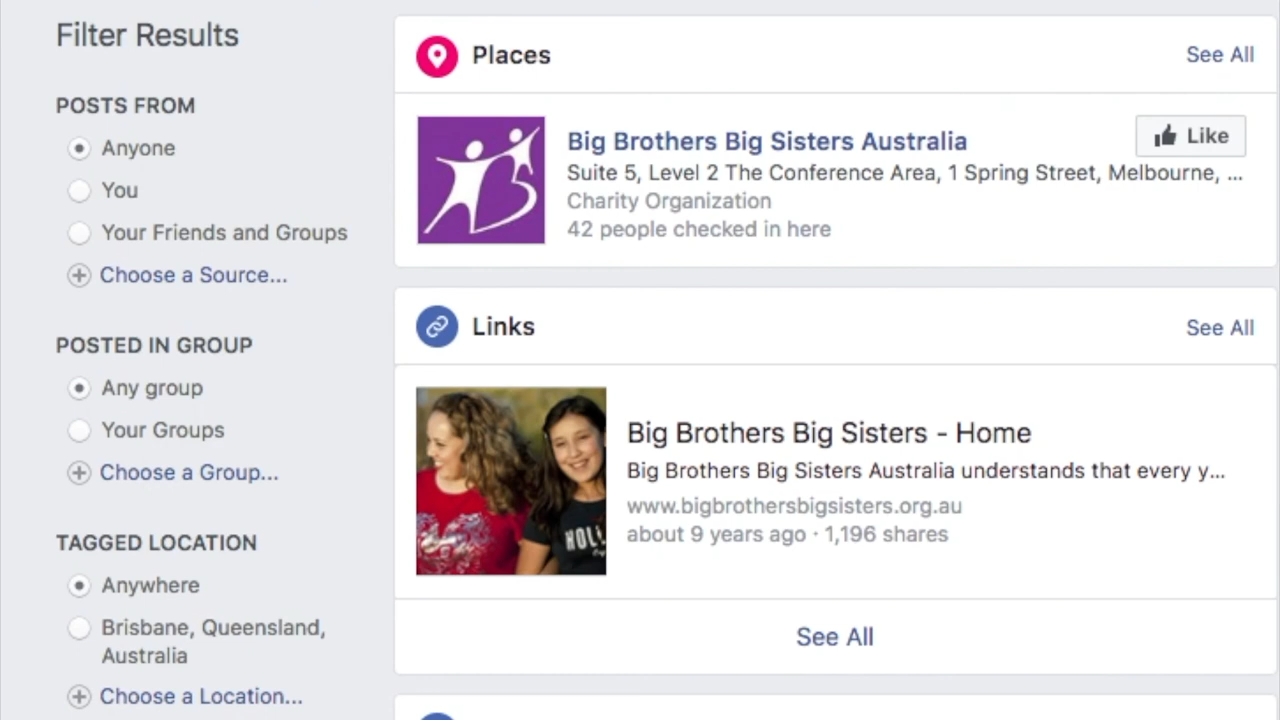 Filter Results
POSTS FROM
Anyone
You
Your Friends and Groups
Choose a Source...
POSTED IN GROUP
Any group
Your Groups
Choose a Group...
TAGGED LOCATION
Anywhere
Brisbane, Queensland,
Australia
Choose a Location...
Places
See All
Big Brothers Big Sisters Australia
Like
Suite 5, Level 2 The Conference Area, 1 Spring Street, Melbourne, ...
Charity Organization
42 people checked in here
Links
See All
HOLL
Big Brothers Big Sisters - Home
Big Brothers Big Sisters Australia understands that every y...
www.bigbrothersbigsisters.org.au
about 9 years ago · 1,196 shares
See All